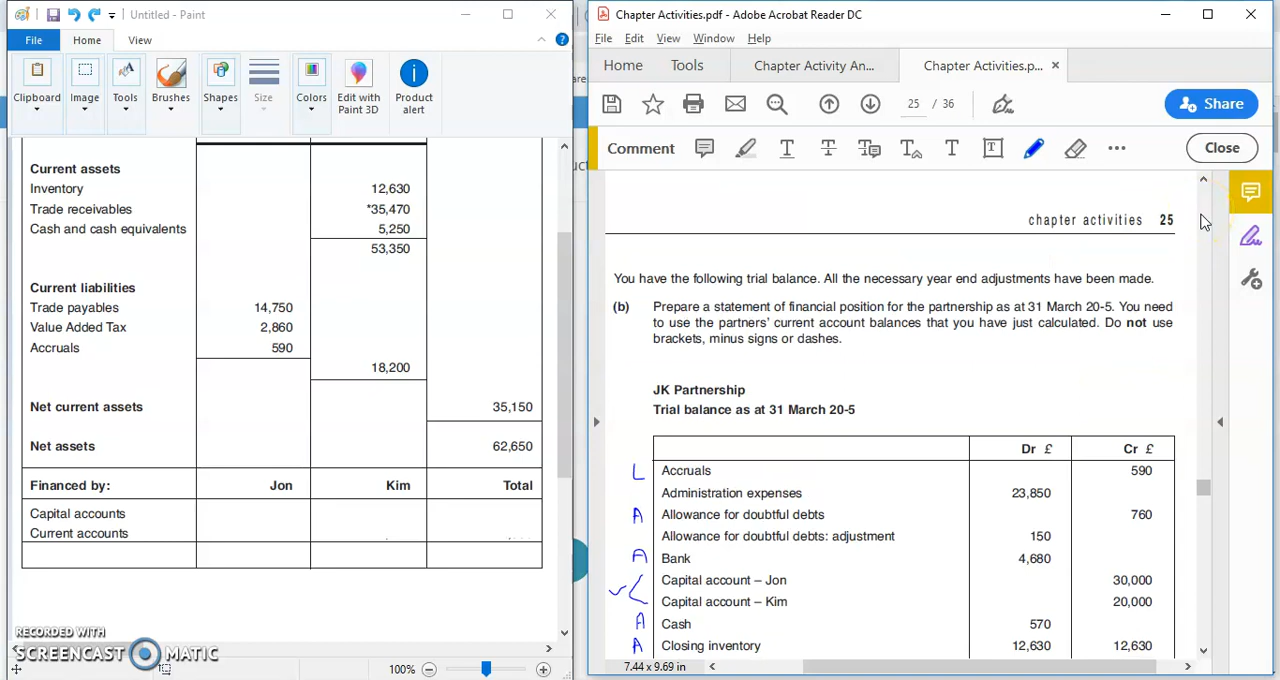 Untitled - Paint
File Home View
Clipboard Image Tools Brushes Shapes Size Colors Edit with Paint 3D Product alert
Current assets
Inventory 12,630
Trade receivables *35,470
Cash and cash equivalents 5,250
53,350
Current liabilities
Trade payables 14,750
Value Added Tax 2,860
Accruals 590
18,200
Net current assets 35,150
Net assets 62,650
Financed by: Jon Kim Total
Capital accounts
Current accounts
RECORDED WITH
SCREENCAST MATIC
100%
Chapter Activities.pdf - Adobe Acrobat Reader DC
File Edit View Window Help
Home Tools Chapter Activity An... Chapter Activities.p... ×
25 / 36 Share
Comment Close
chapter activities 25
You have the following trial balance. All the necessary year end adjustments have been made.
(b) Prepare a statement of financial position for the partnership as at 31 March 20-5. You need
to use the partners' current account balances that you have just calculated. Do not use
brackets, minus signs or dashes.
JK Partnership
Trial balance as at 31 March 20-5
Dr £ Cr £
L Accruals 590
Administration expenses 23,850
A Allowance for doubtful debts 760
Allowance for doubtful debts: adjustment 150
A Bank 4,680
Capital account – Jon 30,000
Capital account – Kim 20,000
A Cash 570
A Closing inventory 12,630 12,630
7.44 x 9.69 in